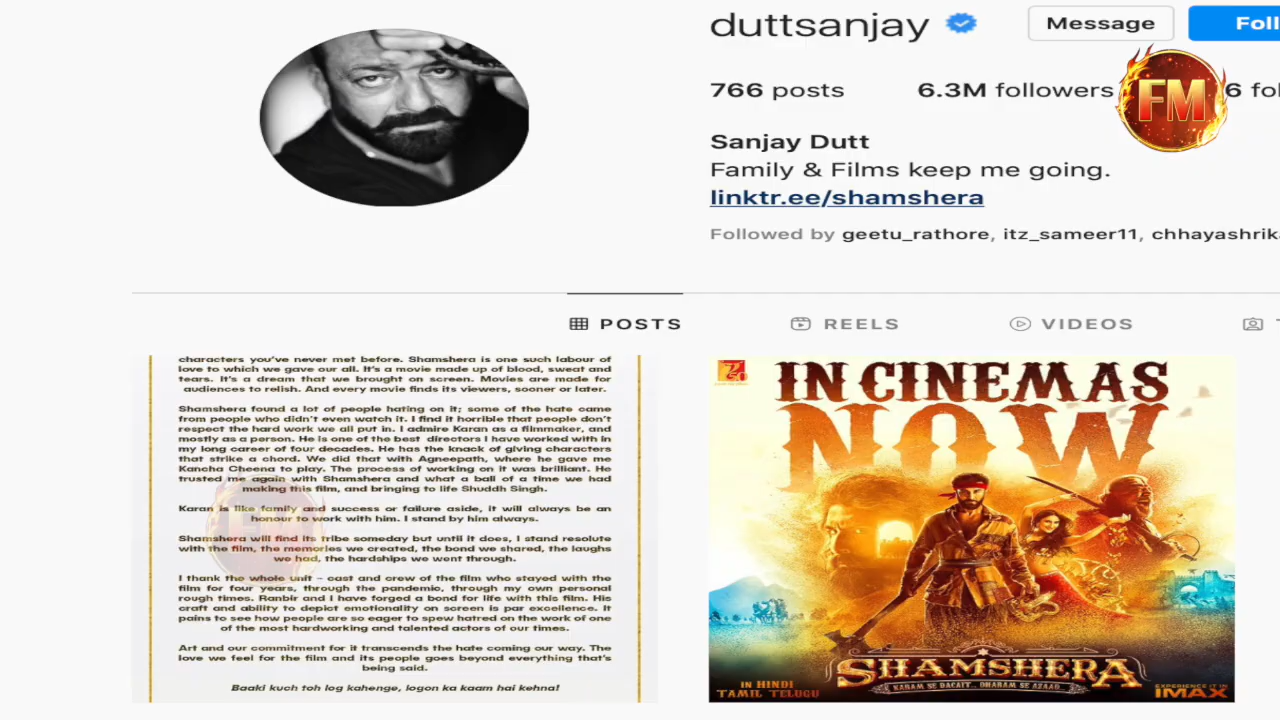 duttsanjay
Message
Foll
766 posts
6.3M followers
6 fol
FM
Sanjay Dutt
Family & Films keep me going.
linktr.ee/shamshera
Followed by geetu_rathore, itz_sameer11, chhayashrik
POSTS
REELS
VIDEOS
T
characters you've never met before. Shamshera is one such labour of
love to which we gave our all. It's a movie made up of blood, sweat and
tears. It's a dream that we brought on screen. Movies are made for
audiences to relish. And every movie finds its viewers, sooner or later.
Shamshera found a lot of people hating on it; some of the hate came
from people who didn't even watch it. I find it horrible that people don't
respect the hard work we all put in. I admire Karan as a filmmaker, and
mostly as a person. He is one of the best directors I have worked with in
my long career of four decades. He has the knack of giving characters
that strike a chord. We did that with Agneepath, where he gave me
Kancha Cheena to play. The process of working on it was brilliant. He
trusted me again with Shamshera and what a ball of a time we had
making this film, and bringing to life Shuddh Singh.
Karan is like family and success or failure aside, it will always be an
honour to work with him. I stand by him always.
Shamshera will find its tribe someday but until it does, I stand resolute
with the film, the memories we created, the bond we shared, the laughs
we had, the hardships we went through.
I thank the whole unit – cast and crew of the film who stayed with the
film for four years, through the pandemic, through my own personal
rough times. Ranbir and I have forged a bond for life with this film. His
craft and ability to depict emotionality on screen is par excellence. It
pains to see how people are so eager to spew hatred on the work of one
of the most hardworking and talented actors of our times.
Art and our commitment for it transcends the hate coming our way. The
love we feel for the film and its people goes beyond everything that's
being said.
Baaki kuch toh log kahenge, logon ka kaam hai kehna!
IN CINEMAS
NOW
SHAMSHERA
KARAM SE DACAIT.. DHARAM SE AZAAD..
IN HINDI
TAMIL TELUGU
EXPERIENCE IT IN
IMAX